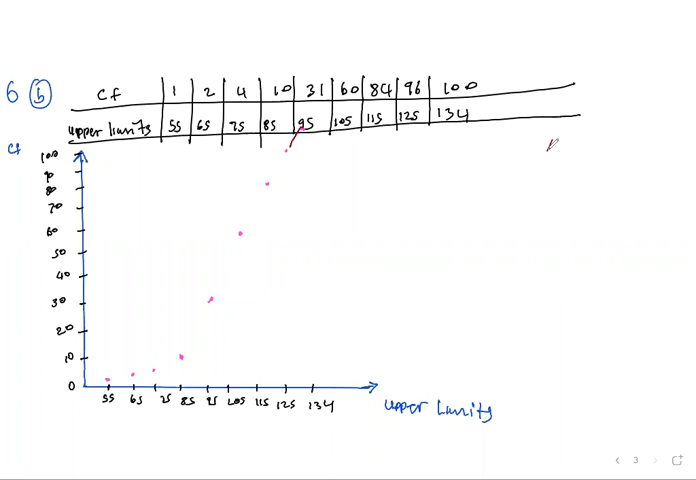 6 b cf 1 2 4 10 31 60 84 96 100
upper limits 55 65 75 85 95 105 115 125 134
cf
100
90
80
70
60
50
40
30
20
10
0
55 65 75 85 95 105 115 125 134
upper limits
3